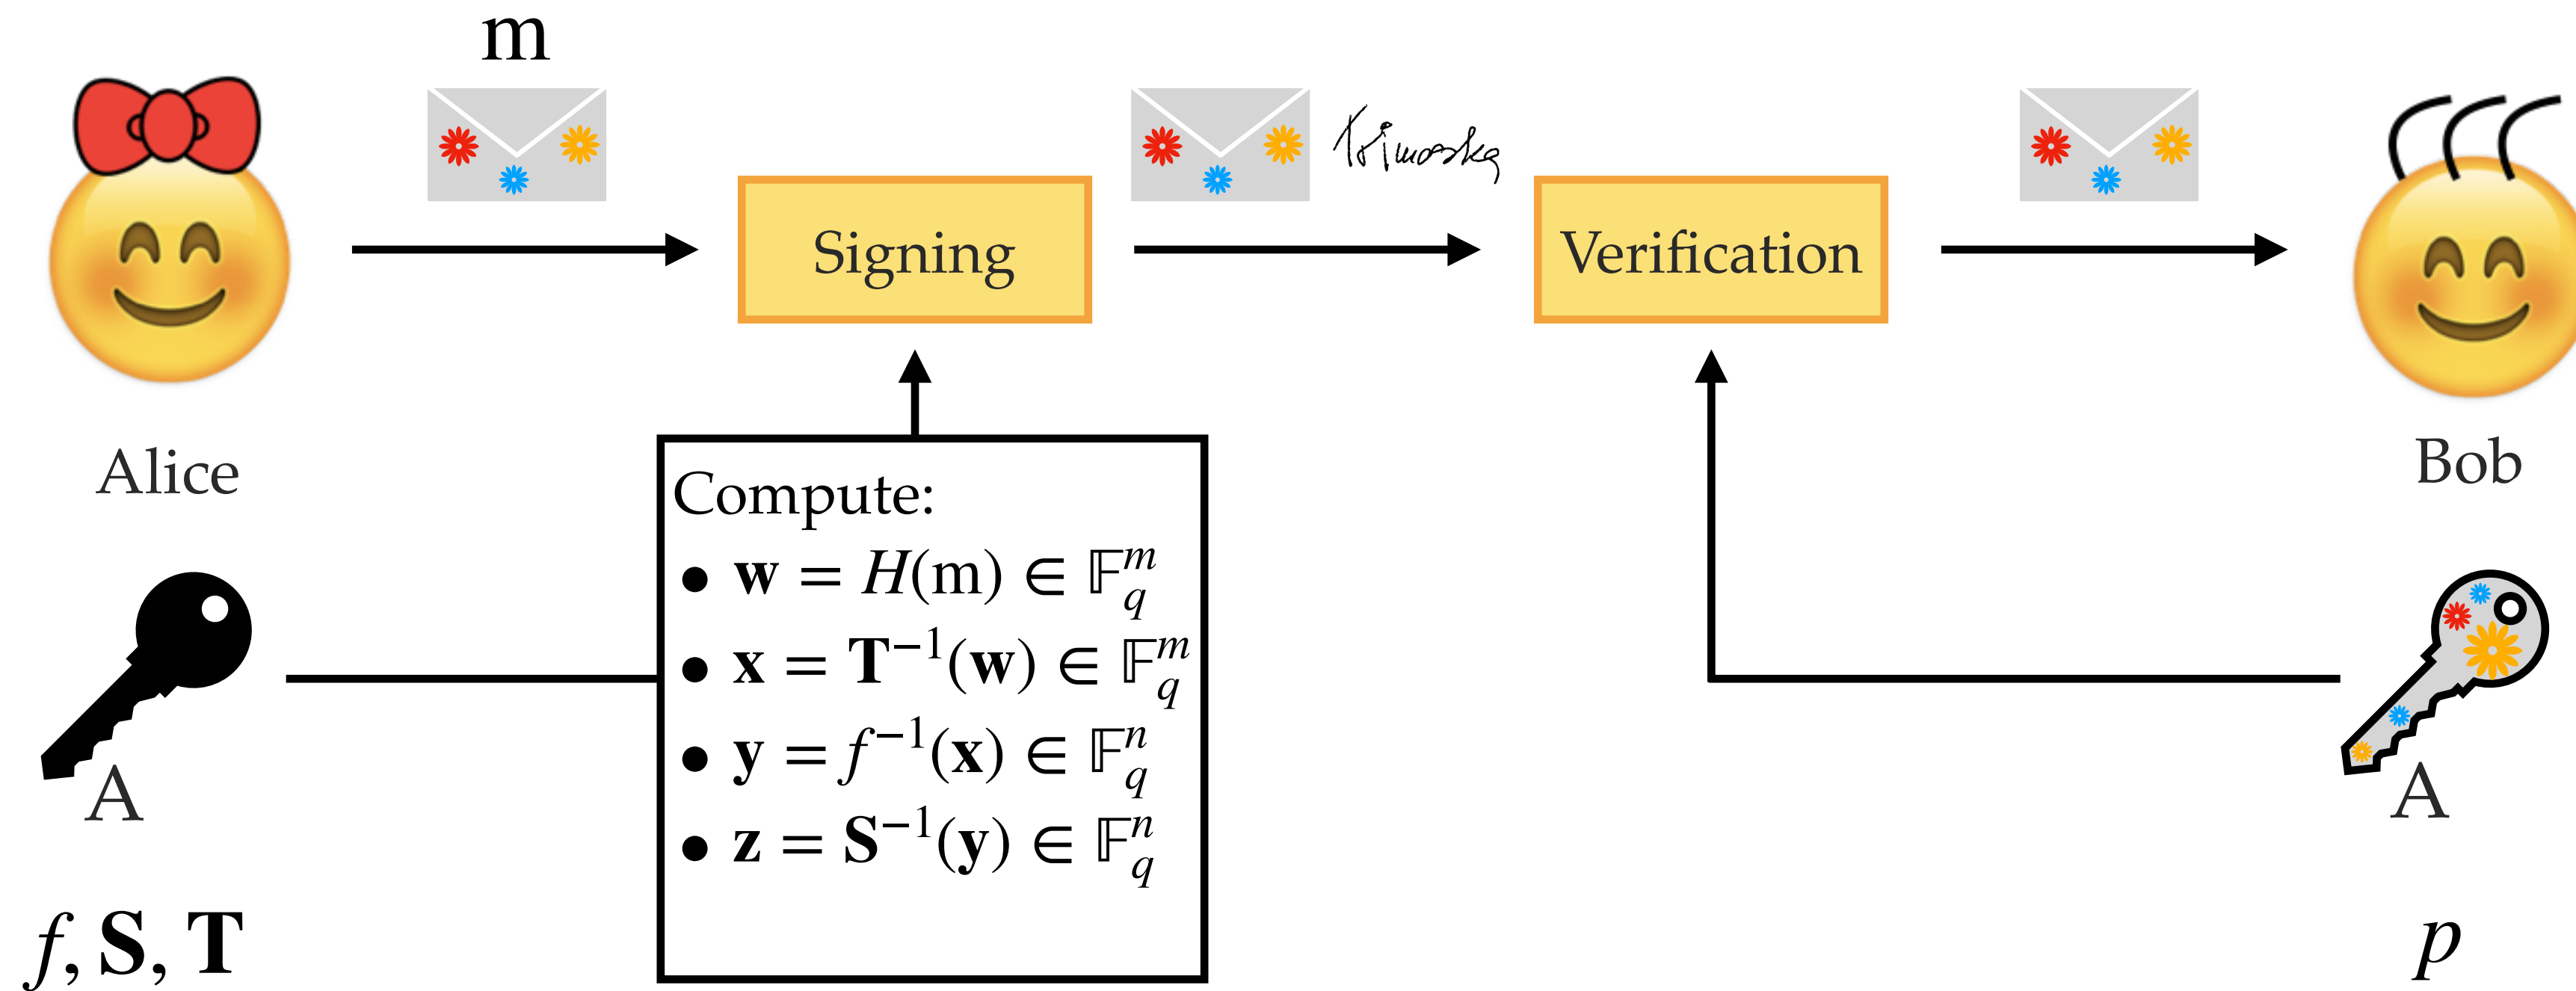 m
Signing
Verification
Alice
Bob
Compute:
• 𝐰 = H(m) ∈ 𝔽_q^m
• 𝐱 = 𝐓⁻¹(𝐰) ∈ 𝔽_q^m
• 𝐲 = f⁻¹(𝐱) ∈ 𝔽_q^n
• 𝐳 = 𝐒⁻¹(𝐲) ∈ 𝔽_q^n
A
A
f, 𝐒, 𝐓
p